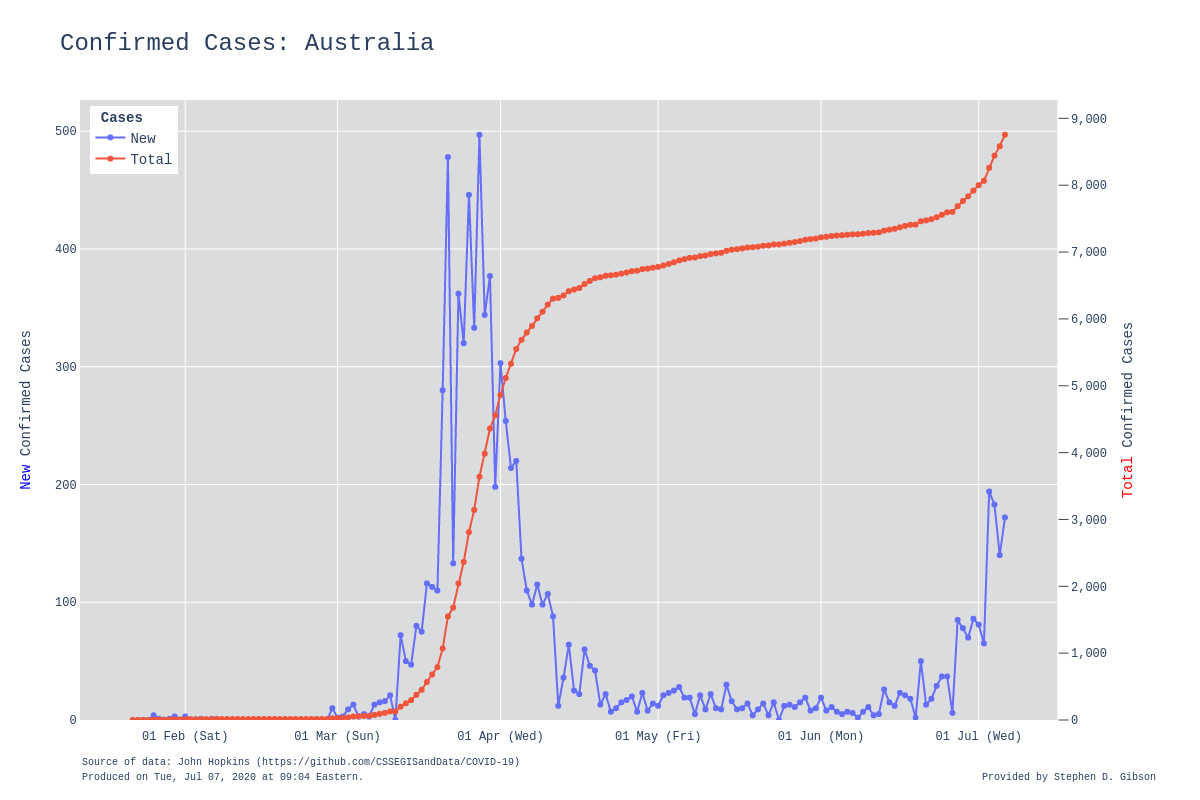 Confirmed Cases: Australia
Cases
New
Total
500
400
300
200
100
0
9,000
8,000
7,000
6,000
5,000
4,000
3,000
2,000
1,000
0
New Confirmed Cases
Total Confirmed Cases
01 Feb (Sat)
01 Mar (Sun)
01 Apr (Wed)
01 May (Fri)
01 Jun (Mon)
01 Jul (Wed)
Source of data: John Hopkins (https://github.com/CSSEGISandData/COVID-19)
Produced on Tue, Jul 07, 2020 at 09:04 Eastern.
Provided by Stephen D. Gibson